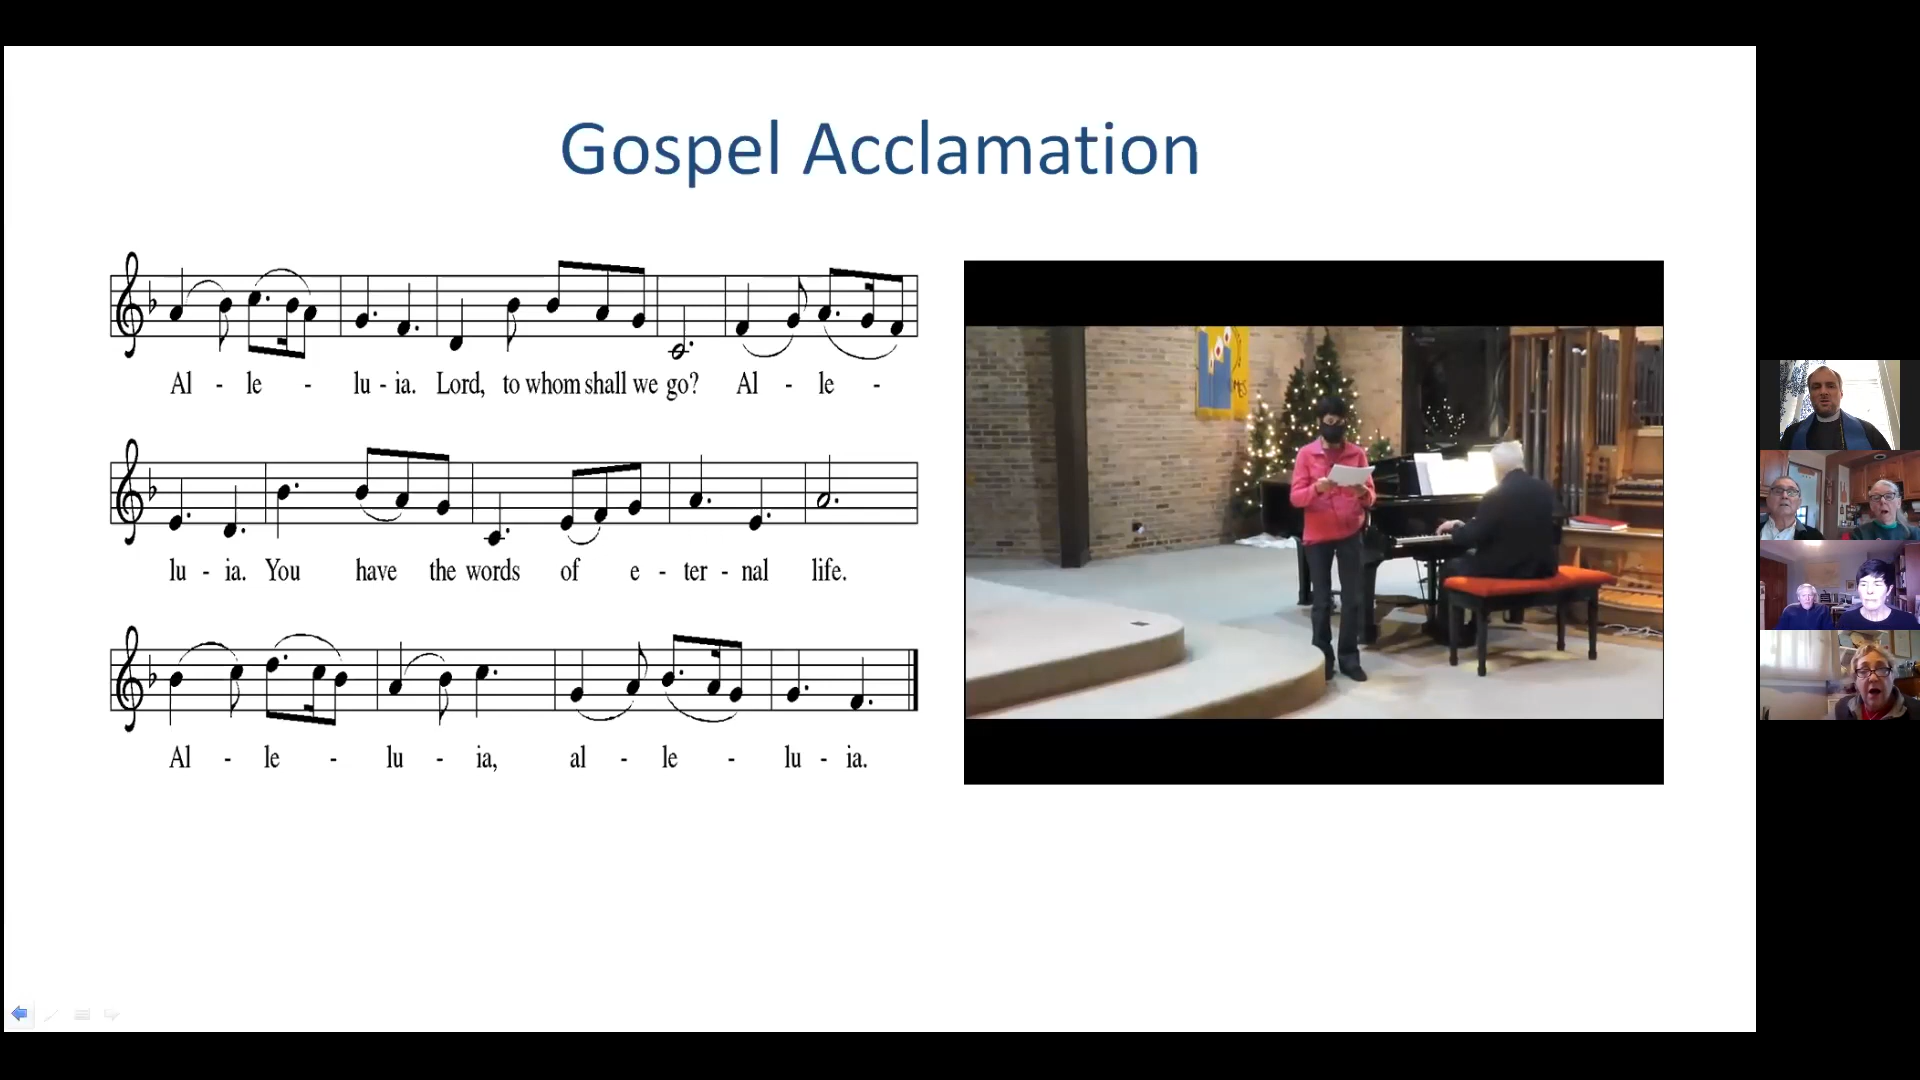 Gospel Acclamation
Al - le - lu - ia. Lord, to whom shall we go? Al - le -
lu - ia. You have the words of e - ter - nal life.
Al - le - lu - ia, al - le - lu - ia.